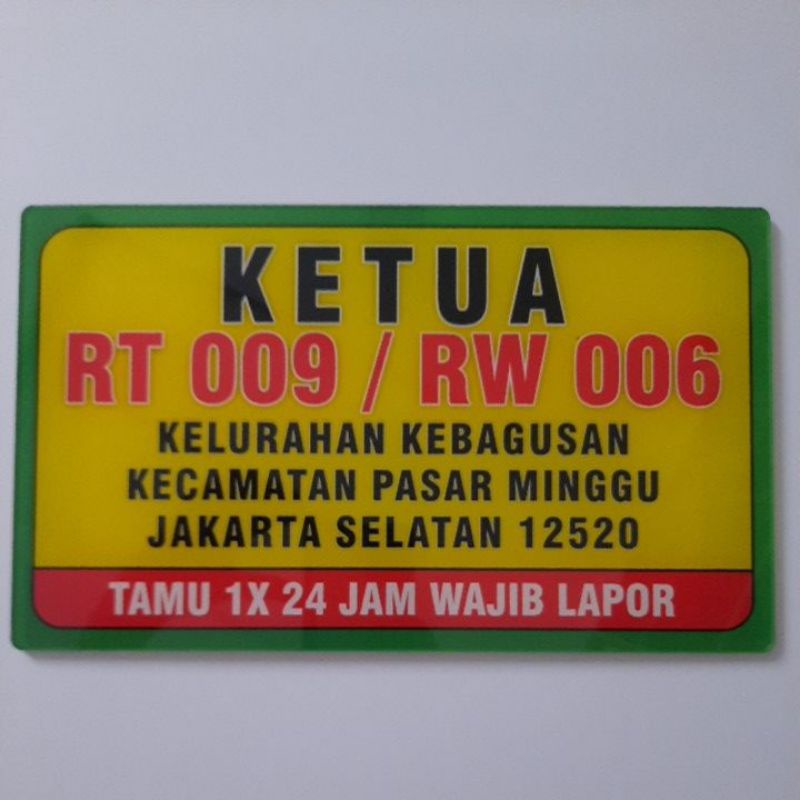 KETUA
RT 009 / RW 006
KELURAHAN KEBAGUSAN
KECAMATAN PASAR MINGGU
JAKARTA SELATAN 12520
TAMU 1X 24 JAM WAJIB LAPOR